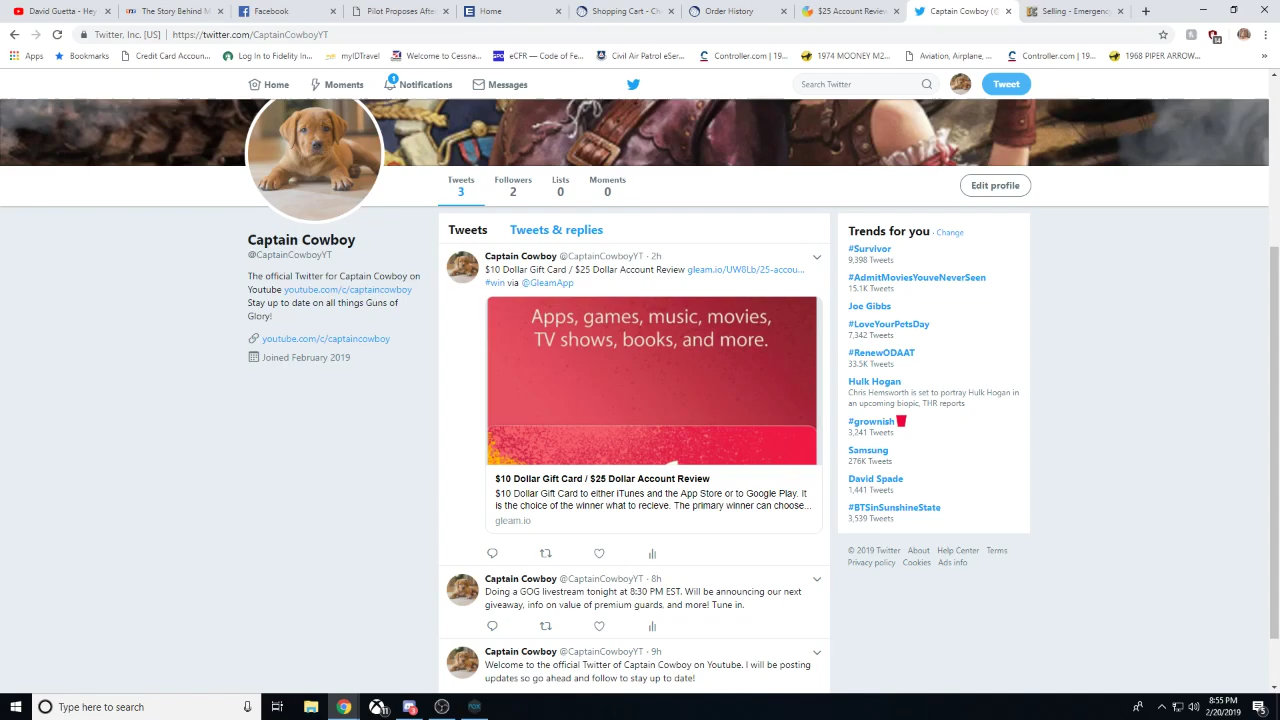 David Guetta - Hey
The Story Behind M
Facebook
Pilot Proposes Afte
Home
Shopping Cart - Ch
Order History
$25 Account Revie
Captain Cowboy (@
Selling - Emergenc
Twitter, Inc. [US] | https://twitter.com/CaptainCowboyYT
Apps
Bookmarks
Credit Card Accoun...
Log In to Fidelity In...
myIDTravel
Welcome to Cessna...
eCFR — Code of Fe...
Civil Air Patrol eSer...
Controller.com | 19...
1974 MOONEY M2...
Aviation, Airplane, ...
Controller.com | 19...
1968 PIPER ARROW...
Home
Moments
1
Notifications
Messages
Search Twitter
Tweet
Tweets
3
Followers
2
Lists
0
Moments
0
Edit profile
Captain Cowboy
@CaptainCowboyYT
The official Twitter for Captain Cowboy on
Youtube youtube.com/c/captaincowboy
Stay up to date on all things Guns of
Glory!
youtube.com/c/captaincowboy
Joined February 2019
Tweets
Tweets & replies
Captain Cowboy @CaptainCowboyYT · 2h
$10 Dollar Gift Card / $25 Dollar Account Review gleam.io/UW8Lb/25-accou...
#win via @GleamApp
Apps, games, music, movies,
TV shows, books, and more.
$10 Dollar Gift Card / $25 Dollar Account Review
$10 Dollar Gift Card to either iTunes and the App Store or to Google Play. It
is the choice of the winner what to recieve. The primary winner can choose...
gleam.io
Captain Cowboy @CaptainCowboyYT · 8h
Doing a GOG livestream tonight at 8:30 PM EST. Will be announcing our next
giveaway, info on value of premium guards, and more! Tune in.
Captain Cowboy @CaptainCowboyYT · 9h
Welcome to the official Twitter of Captain Cowboy on Youtube. I will be posting
updates so go ahead and follow to stay up to date!
Trends for you · Change
#Survivor
9,398 Tweets
#AdmitMoviesYouveNeverSeen
15.1K Tweets
Joe Gibbs
#LoveYourPetsDay
7,342 Tweets
#RenewODAAT
33.5K Tweets
Hulk Hogan
Chris Hemsworth is set to portray Hulk Hogan in
an upcoming biopic, THR reports
#grownish
3,241 Tweets
Samsung
276K Tweets
David Spade
1,441 Tweets
#BTSinSunshineState
3,539 Tweets
© 2019 Twitter About Help Center Terms
Privacy policy Cookies Ads info
Type here to search
8:55 PM
2/20/2019